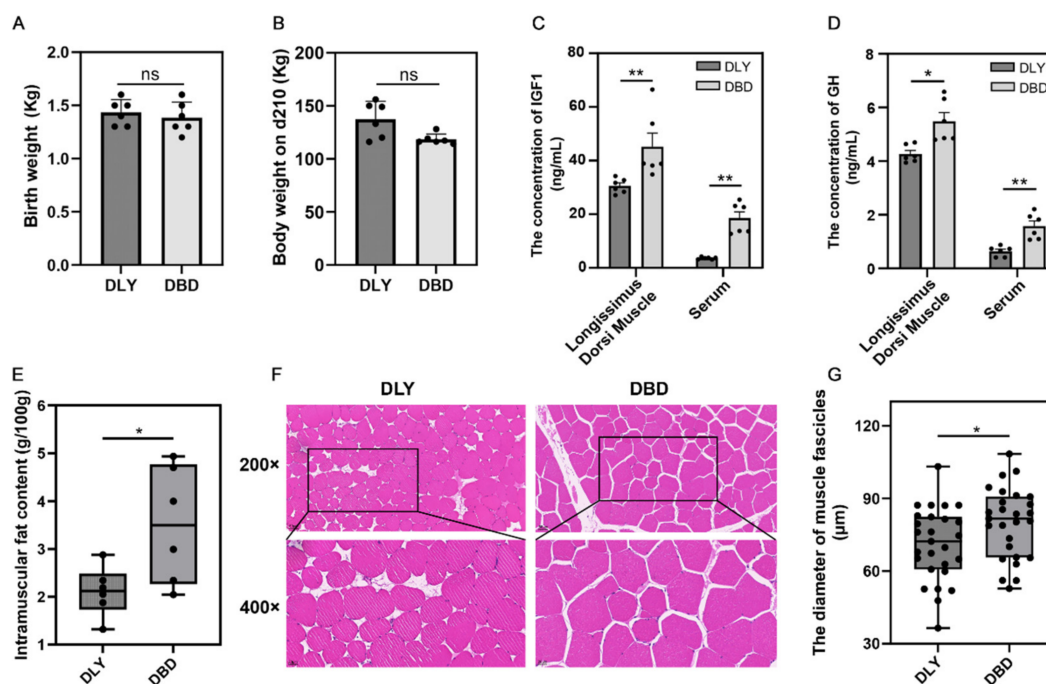 A
Birth weight (Kg)
2.0
1.5
1.0
0.5
0.0
ns
DLY
DBD
B
Body weight on d210 (Kg)
200
150
100
50
0
ns
DLY
DBD
C
The concentration of IGF1
(ng/mL)
80
60
40
20
0
**
**
DLY
DBD
Longissimus
Dorsi Muscle
Serum
D
The concentration of GH
(ng/mL)
8
6
4
2
0
*
**
DLY
DBD
Longissimus
Dorsi Muscle
Serum
E
Intramuscular fat content (g/100g)
6
5
4
3
2
1
*
DLY
DBD
F
DLY
DBD
200×
400×
G
The diameter of muscle fascicles
(μm)
120
90
60
30
*
DLY
DBD